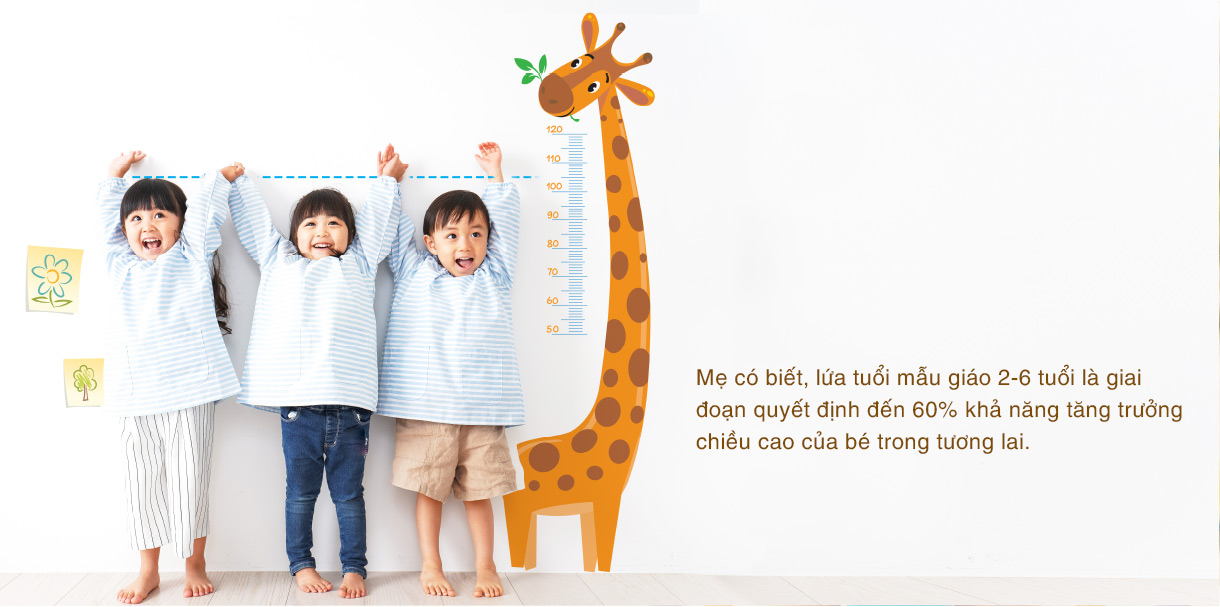 120
110
100
90
80
70
60
50
Mẹ có biết, lứa tuổi mẫu giáo 2-6 tuổi là giai
đoạn quyết định đến 60% khả năng tăng trưởng
chiều cao của bé trong tương lai.